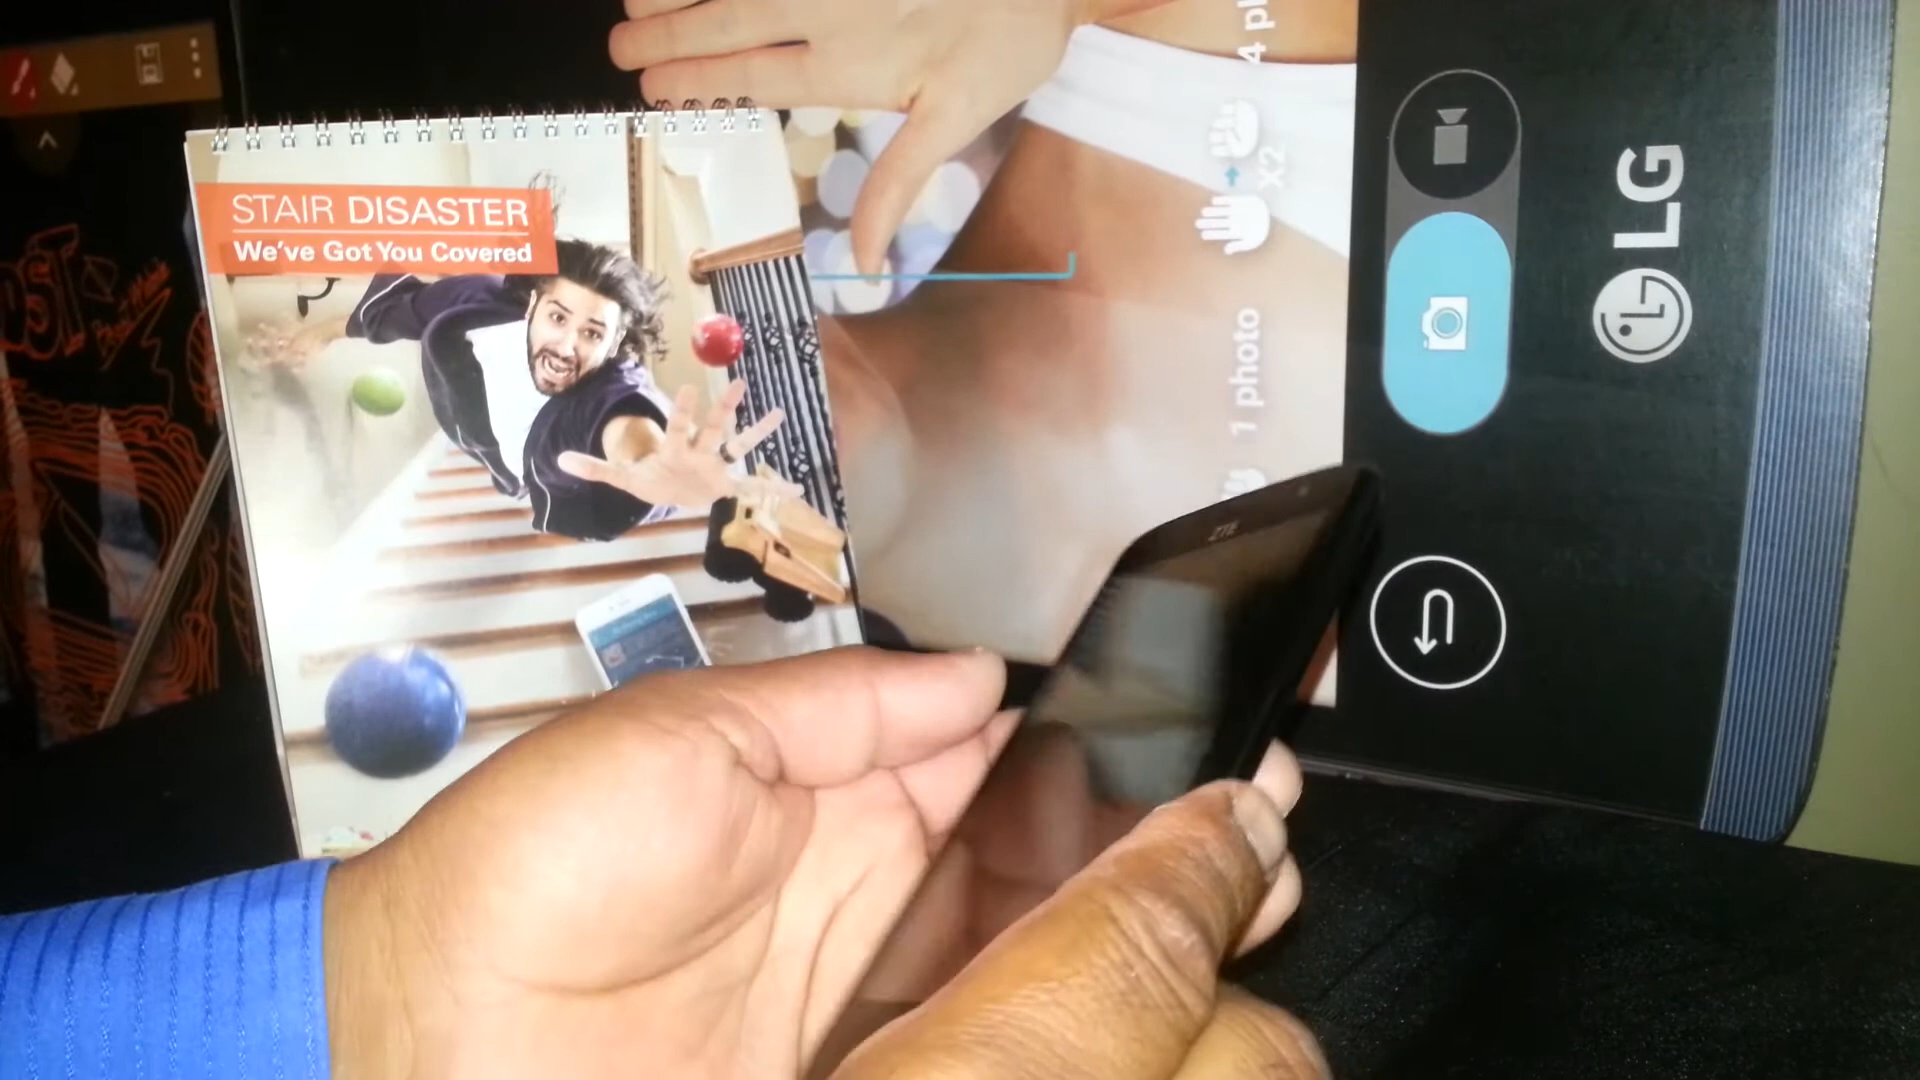 STAIR DISASTER
We've Got You Covered
ZTE
1 photo
X2
LG